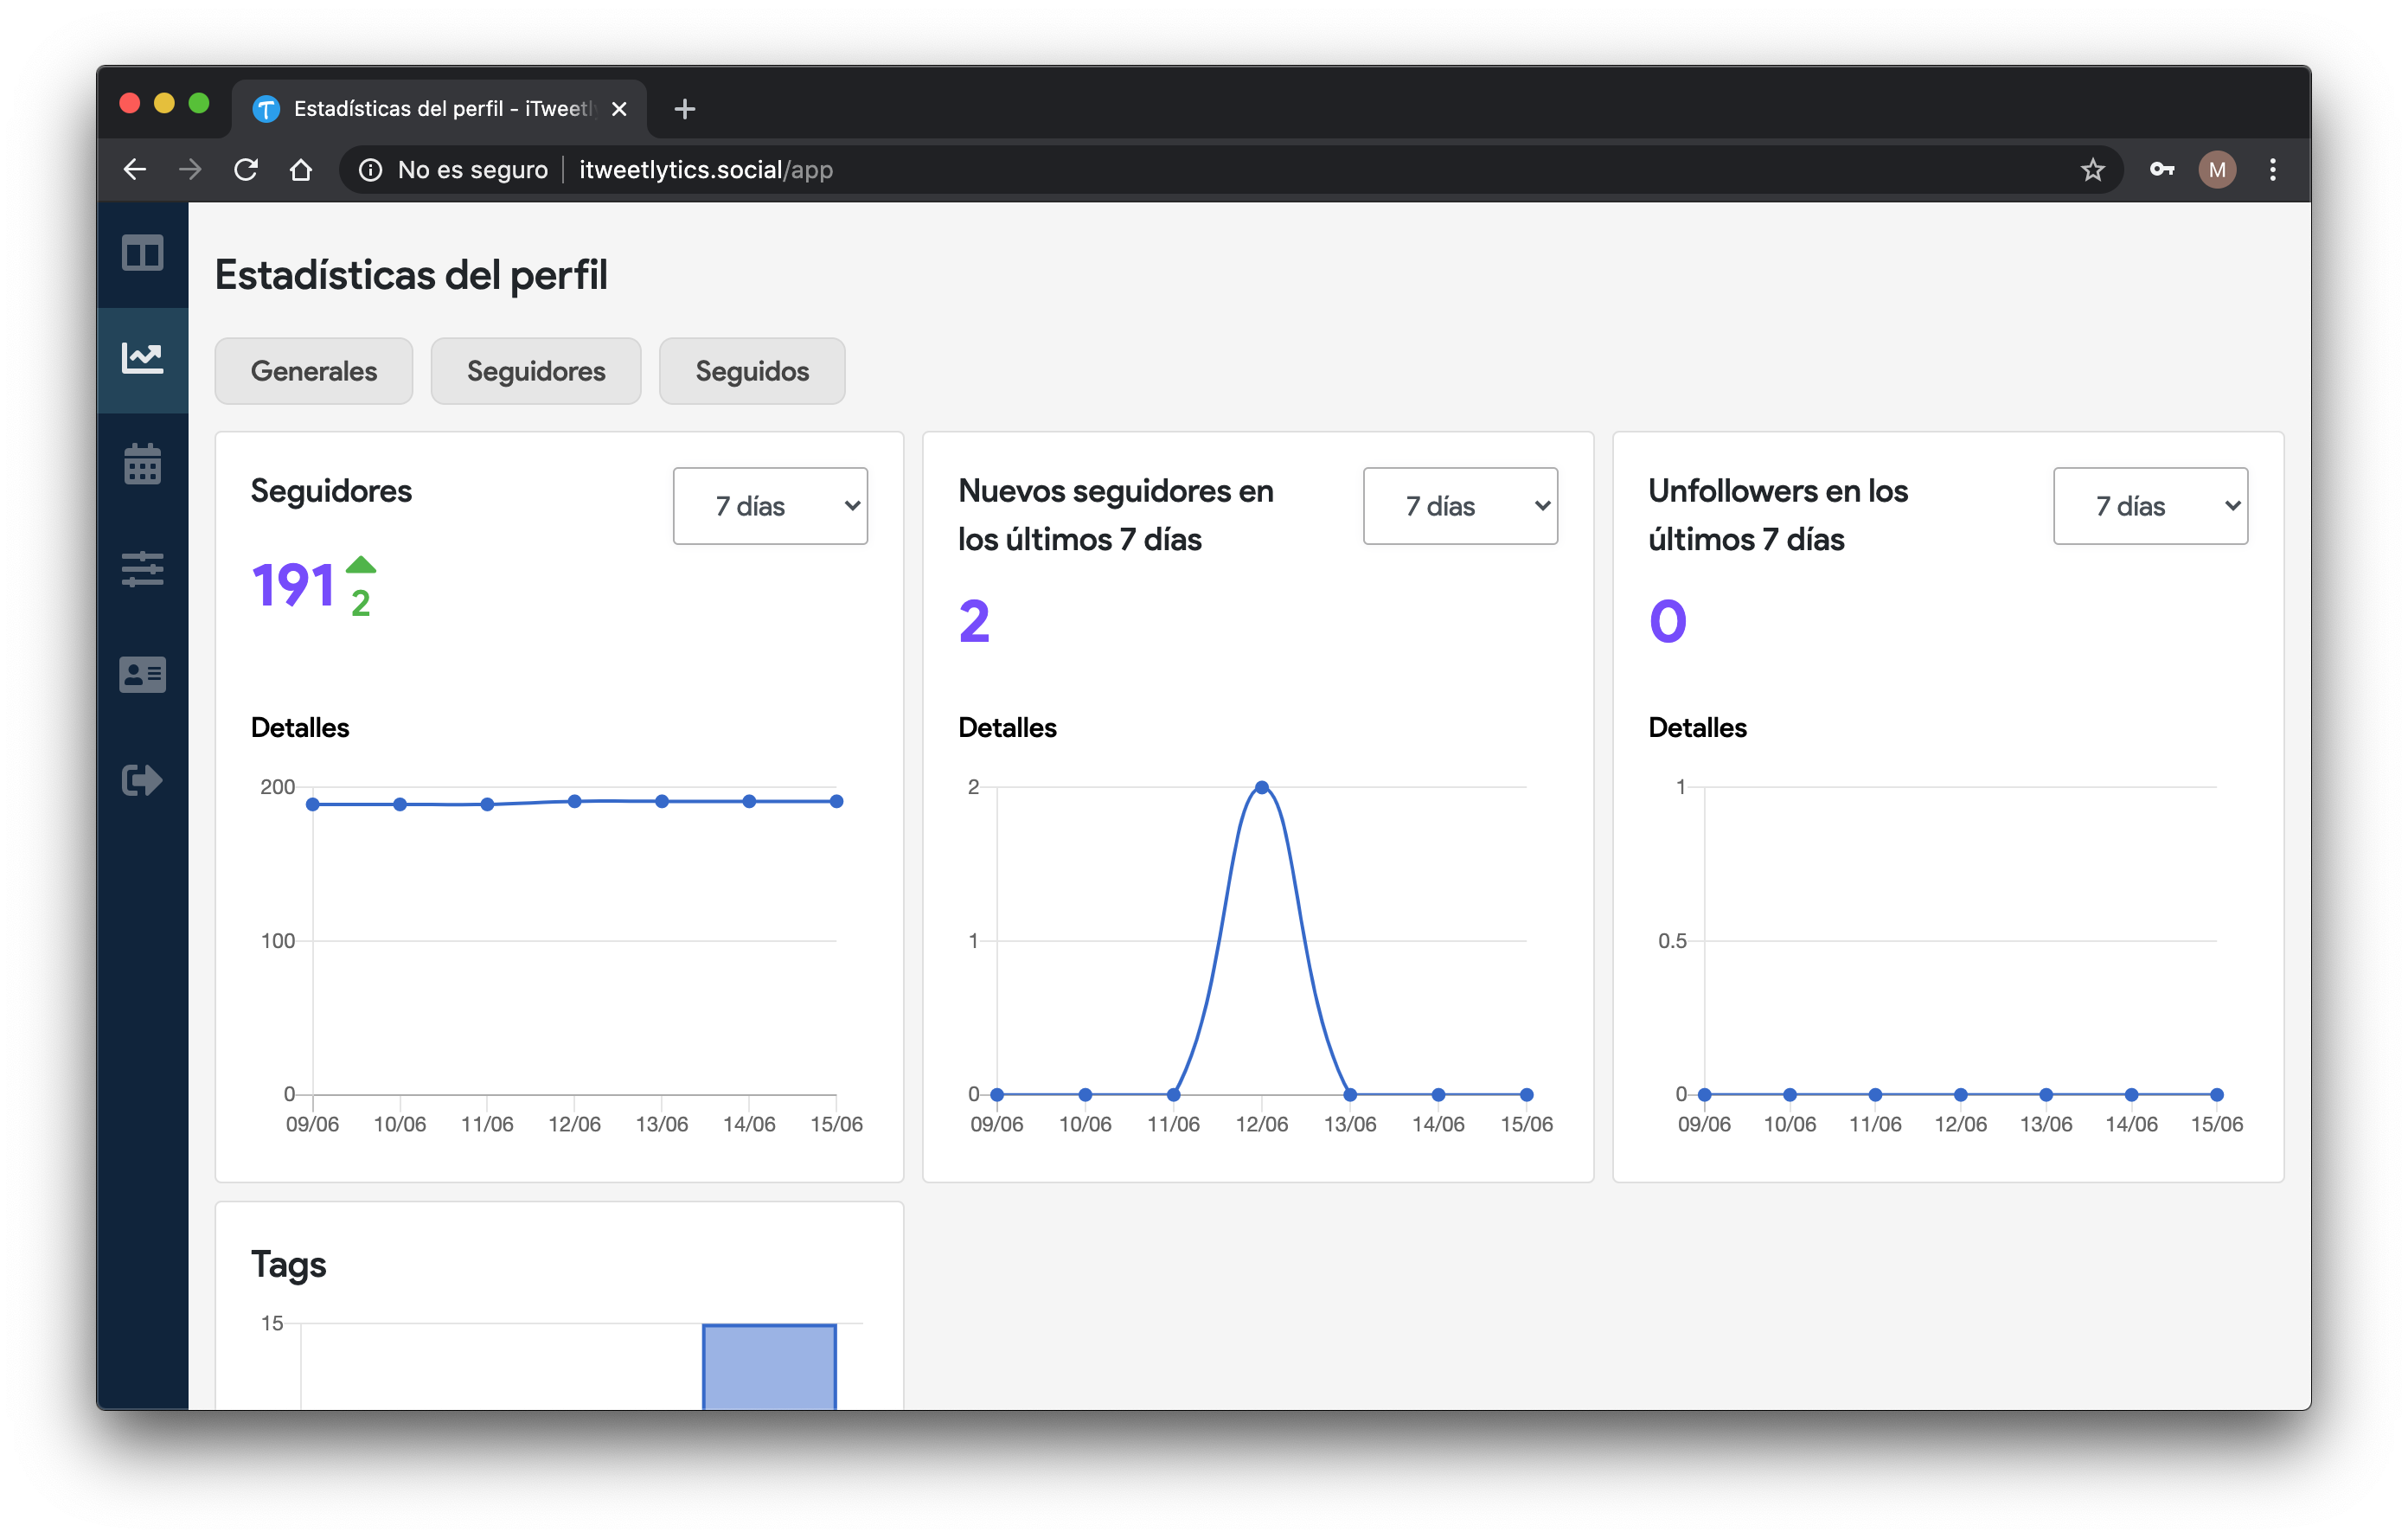 Estadísticas del perfil - iTweetl
No es seguro | itweetlytics.social/app
M
Estadísticas del perfil
Generales
Seguidores
Seguidos
Seguidores
7 días
191
2
Detalles
200
100
0
09/06 10/06 11/06 12/06 13/06 14/06 15/06
Nuevos seguidores en
los últimos 7 días
7 días
2
Detalles
2
1
0
09/06 10/06 11/06 12/06 13/06 14/06 15/06
Unfollowers en los
últimos 7 días
7 días
0
Detalles
1
0.5
0
09/06 10/06 11/06 12/06 13/06 14/06 15/06
Tags
15